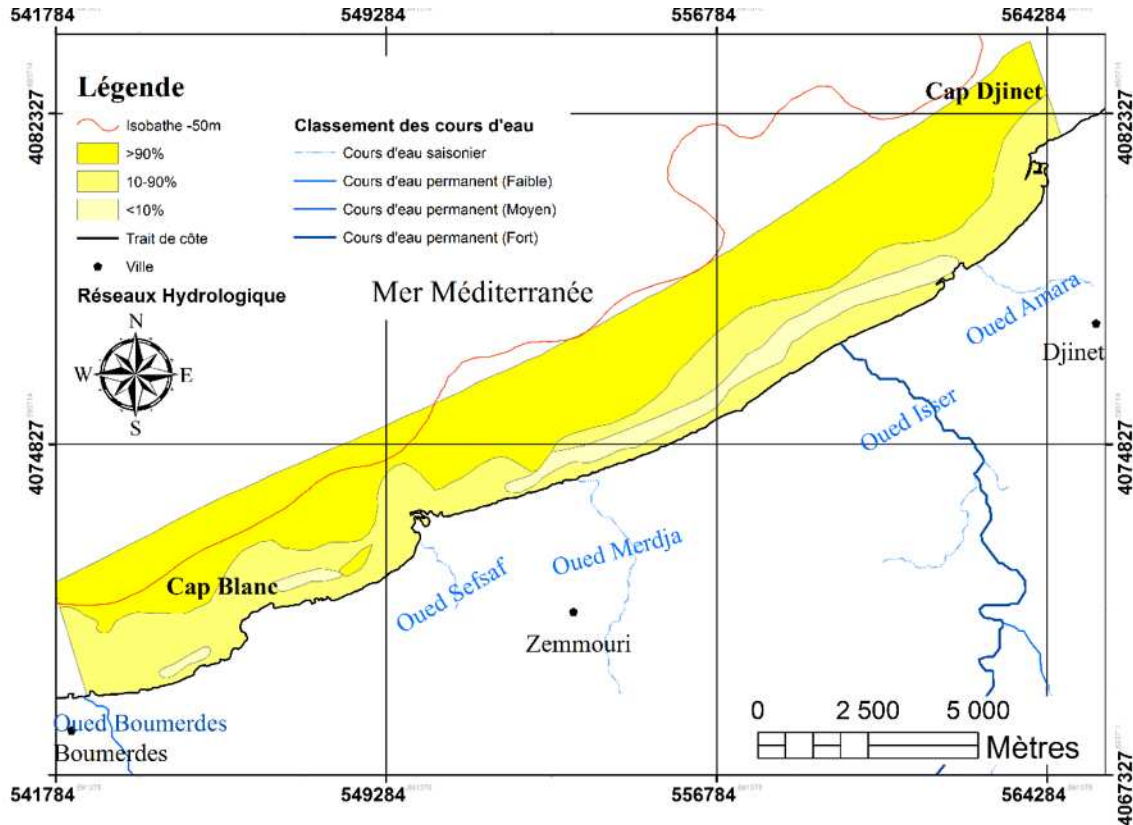 541784
549284
556784
564284
4082327
4082327
Légende
Isobathe -50m
>90%
10-90%
<10%
Trait de côte
Ville
Réseaux Hydrologique
Classement des cours d'eau
Cours d'eau saisonier
Cours d'eau permanent (Faible)
Cours d'eau permanent (Moyen)
Cours d'eau permanent (Fort)
Cap Djinet
Mer Méditerranée
N
W
E
S
Oued Amara
Djinet
Oued Isser
4074827
4074827
Oued Merdja
Oued Sefsaf
Cap Blanc
Zemmouri
Oued Boumerdes
Boumerdes
0
2 500
5 000
Mètres
4067327
541784
549284
556784
564284